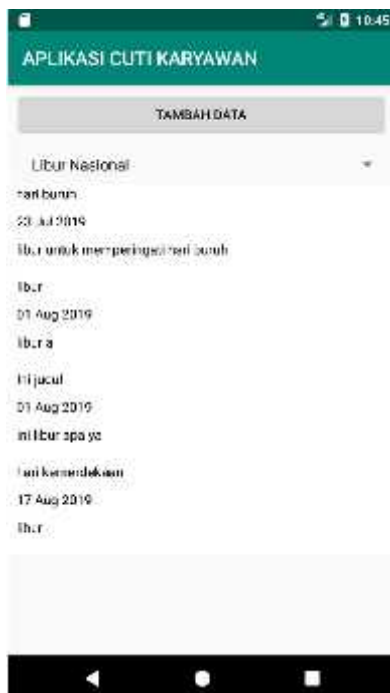 10:45
APLIKASI CUTI KARYAWAN
TAMBAH DATA
Libur Nasional
hari buruh
23 Jul 2019
libur untuk memperingati hari buruh
libur
01 Aug 2019
libur a
ini judul
01 Aug 2019
ini libur apa ya
hari kemerdekaan
17 Aug 2019
libur